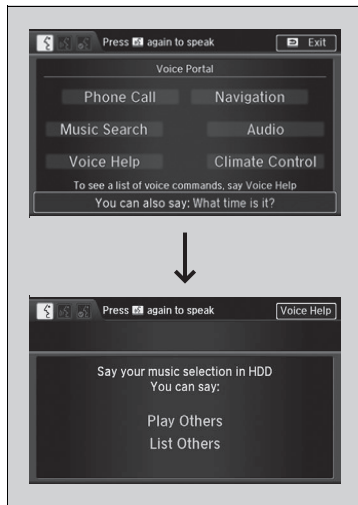 Press again to speak
Exit
Voice Portal
Phone Call Navigation
Music Search Audio
Voice Help Climate Control
To see a list of voice commands, say Voice Help
You can also say: What time is it?
Press again to speak
Voice Help
Say your music selection in HDD
You can say:
Play Others
List Others